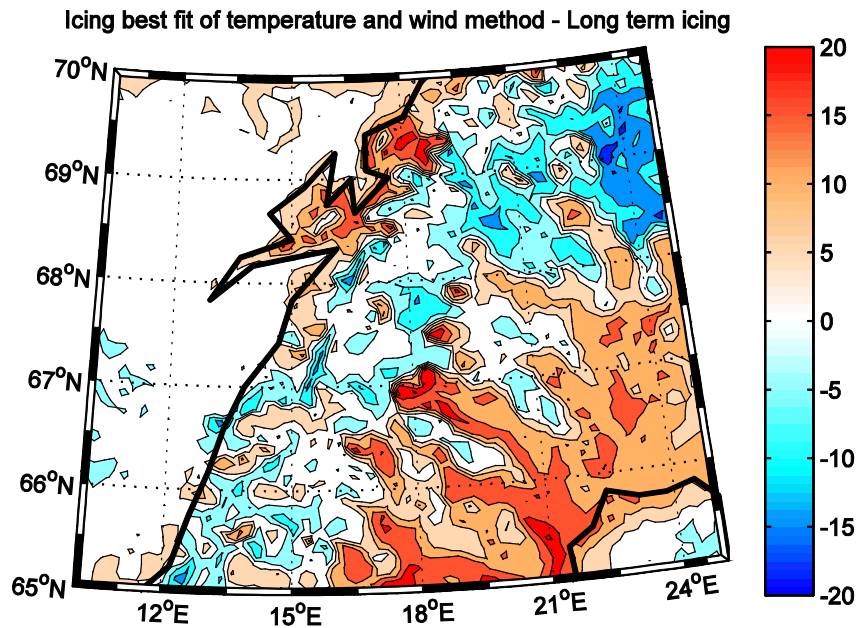 Icing best fit of temperature and wind method - Long term icing
70°N
69°N
68°N
67°N
66°N
65°N
12°E
15°E
18°E
21°E
24°E
20
15
10
5
0
-5
-10
-15
-20